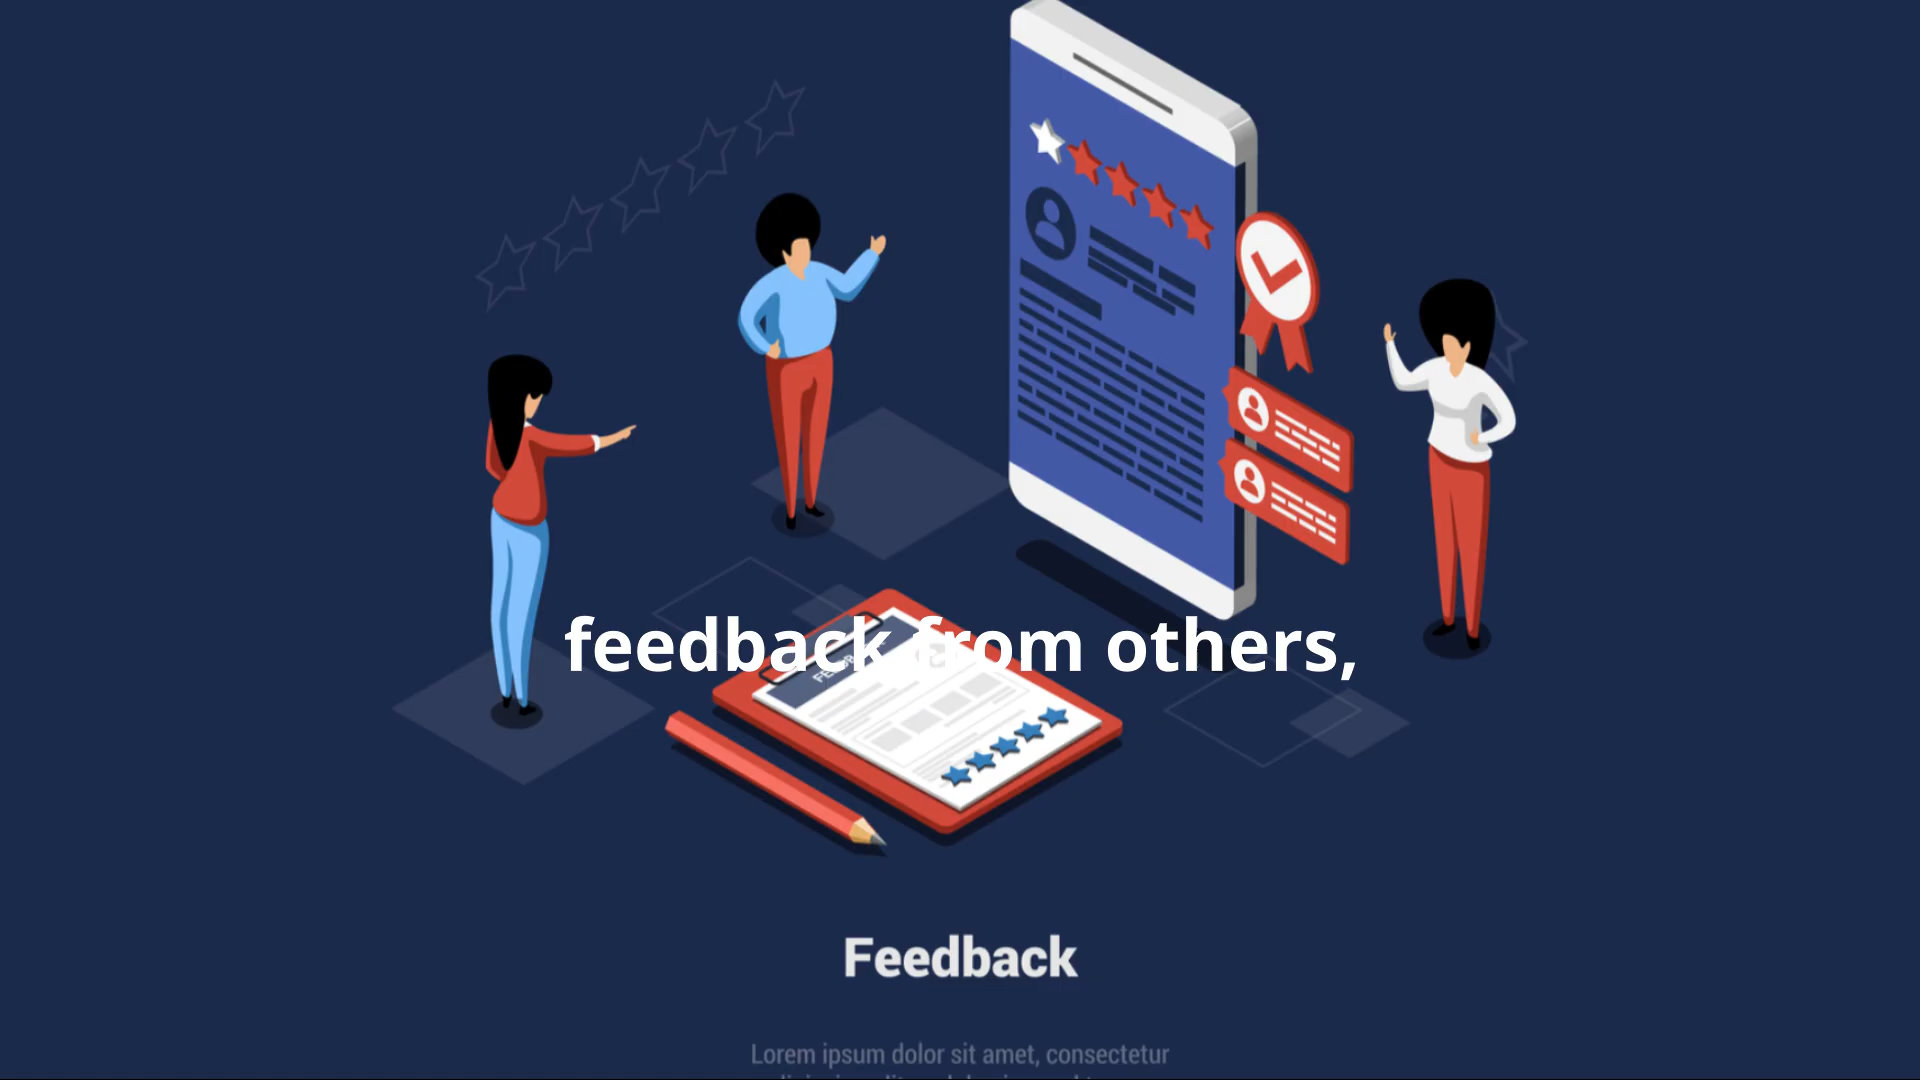 feedback from others,
Feedback
Lorem ipsum dolor sit amet, consectetur